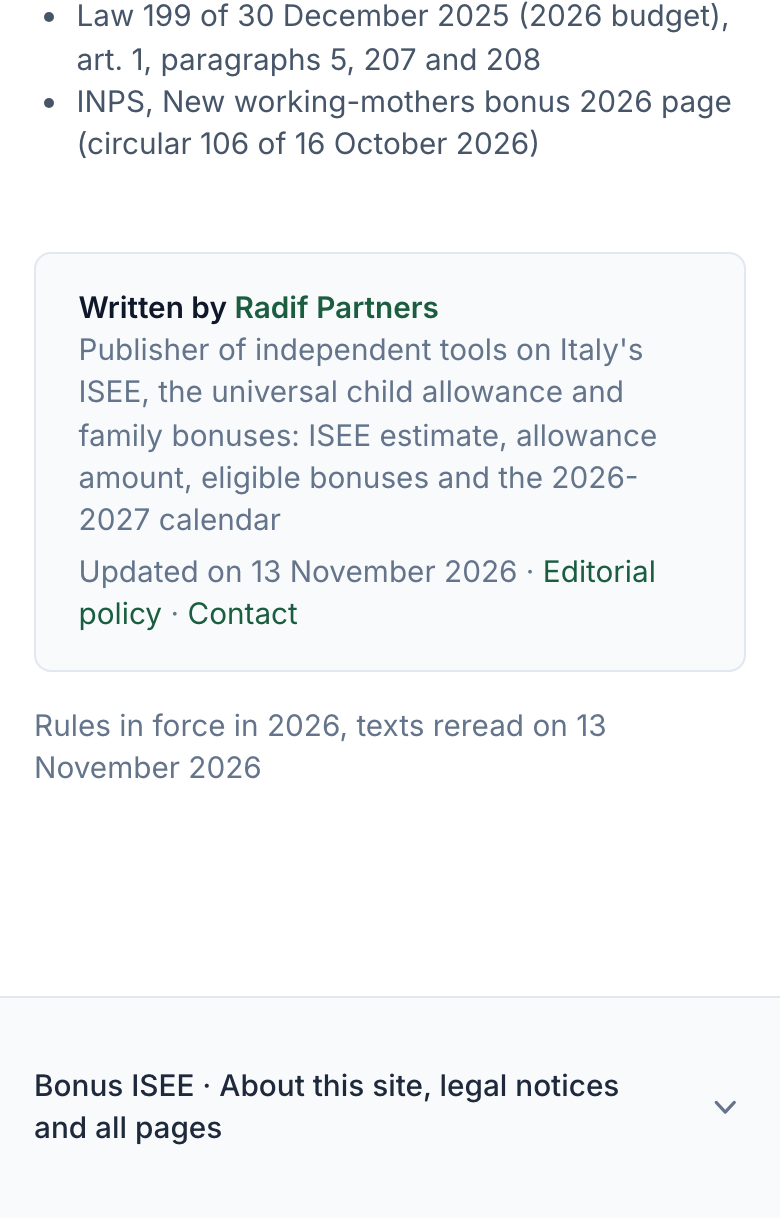 Law 199 of 30 December 2025 (2026 budget),
art. 1, paragraphs 5, 207 and 208
INPS, New working-mothers bonus 2026 page
(circular 106 of 16 October 2026)
Written by Radif Partners
Publisher of independent tools on Italy's
ISEE, the universal child allowance and
family bonuses: ISEE estimate, allowance
amount, eligible bonuses and the 2026-
2027 calendar
Updated on 13 November 2026 · Editorial
policy · Contact
Rules in force in 2026, texts reread on 13
November 2026
Bonus ISEE · About this site, legal notices
and all pages